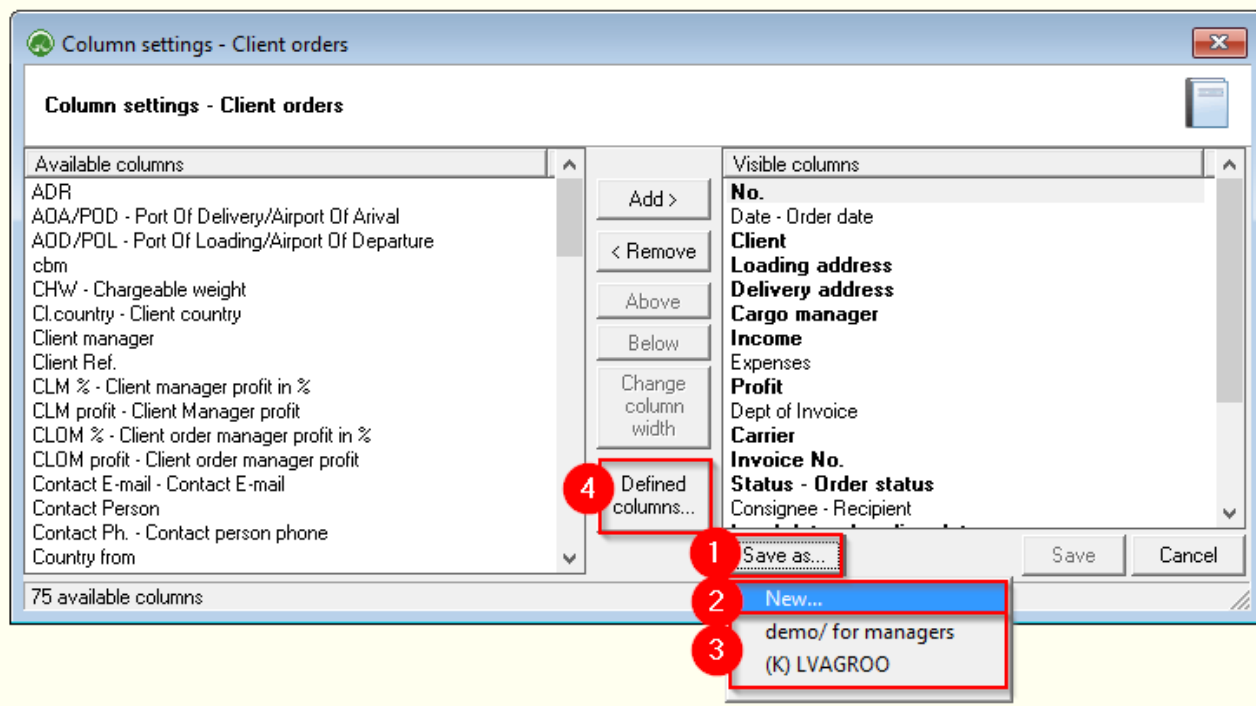 Column settings - Client orders
Column settings - Client orders
Available columns
ADR
AOA/POD - Port Of Delivery/Airport Of Arival
AOD/POL - Port Of Loading/Airport Of Departure
cbm
CHW - Chargeable weight
Cl.country - Client country
Client manager
Client Ref.
CLM % - Client manager profit in %
CLM profit - Client Manager profit
CLOM % - Client order manager profit in %
CLOM profit - Client order manager profit
Contact E-mail - Contact E-mail
Contact Person
Contact Ph. - Contact person phone
Country from
Add >
< Remove
Above
Below
Change
column
width
4
Defined
columns...
Visible columns
No.
Date - Order date
Client
Loading address
Delivery address
Cargo manager
Income
Expenses
Profit
Dept of Invoice
Carrier
Invoice No.
Status - Order status
Consignee - Recipient
1
Save as...
Save
Cancel
75 available columns
2
New...
3
demo/ for managers
(K) LVAGROO